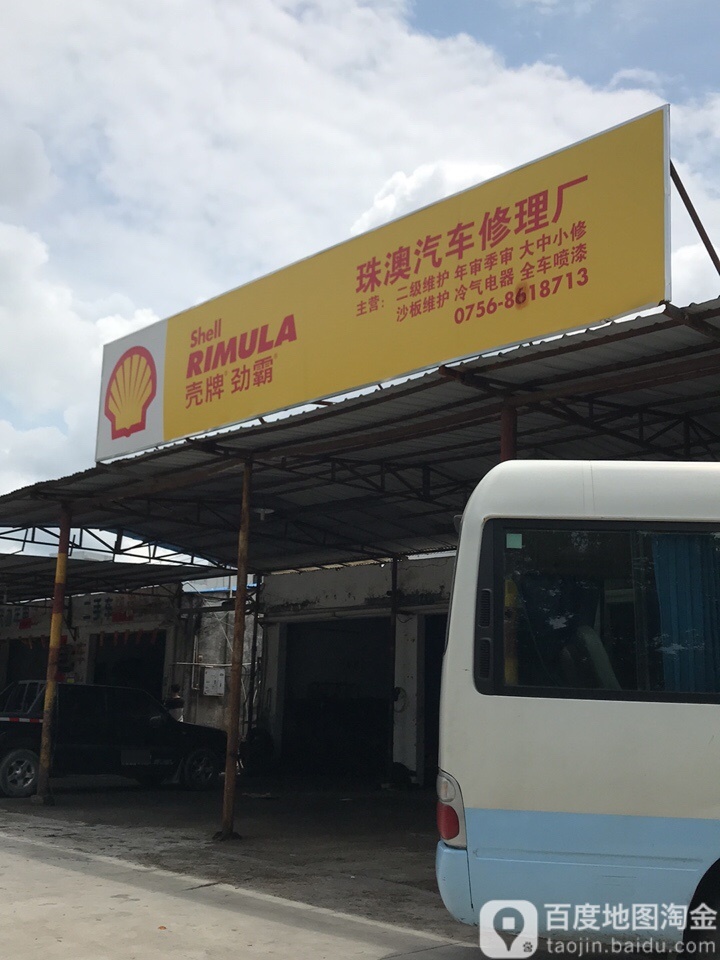 Shell
RIMULA
壳牌®劲霸®
珠澳汽车修理厂
主营: 二级维护 年审季审 大中小修
沙板维护 冷气电器 全车喷漆
0756-8618713
百度地图淘金
taojin.baidu.com